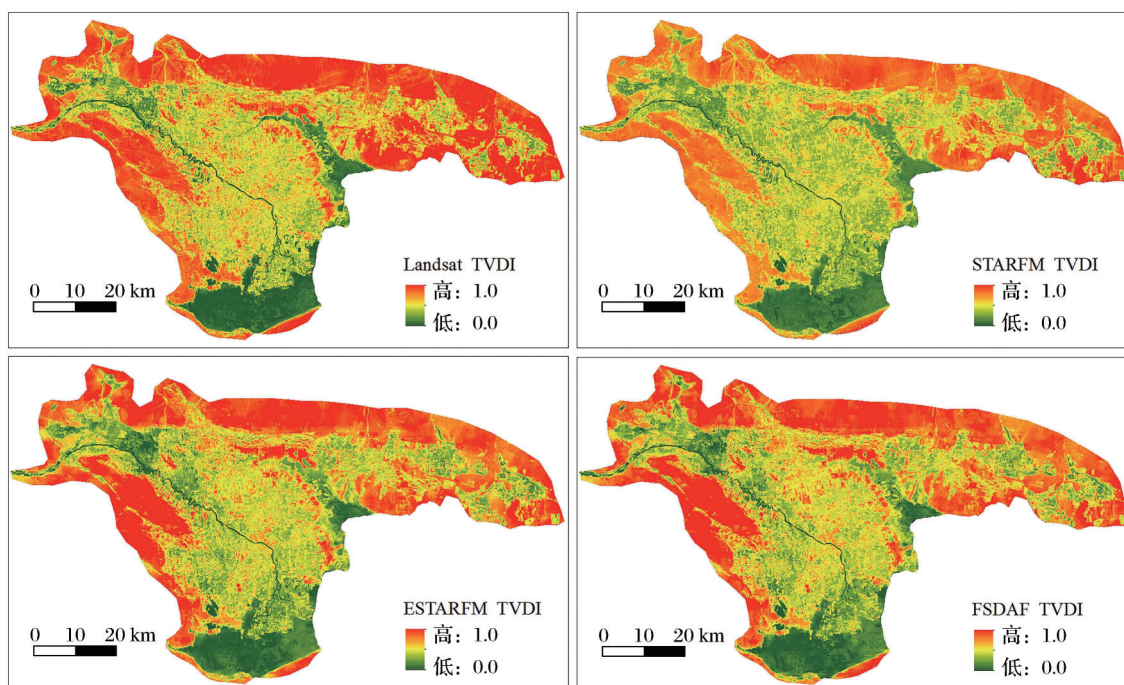 Landsat TVDI
高：1.0
低：0.0
0 10 20 km
STARFM TVDI
高：1.0
低：0.0
0 10 20 km
ESTARFM TVDI
高：1.0
低：0.0
0 10 20 km
FSDAF TVDI
高：1.0
低：0.0
0 10 20 km